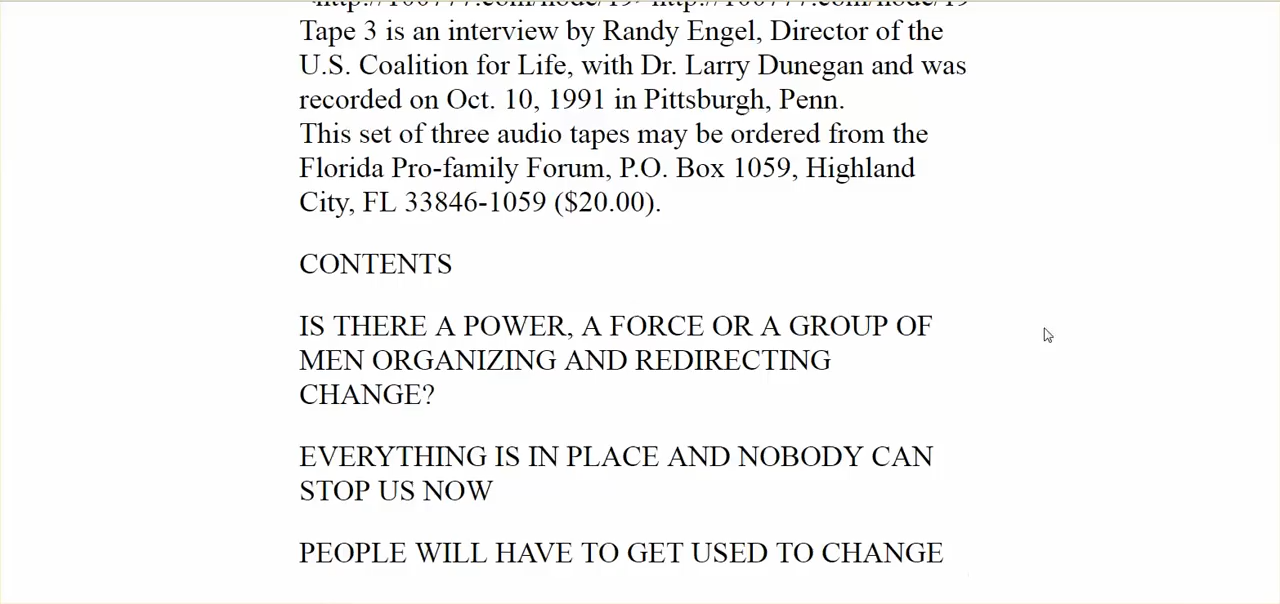 Tape 3 is an interview by Randy Engel, Director of the
U.S. Coalition for Life, with Dr. Larry Dunegan and was
recorded on Oct. 10, 1991 in Pittsburgh, Penn.
This set of three audio tapes may be ordered from the
Florida Pro-family Forum, P.O. Box 1059, Highland
City, FL 33846-1059 ($20.00).
CONTENTS
IS THERE A POWER, A FORCE OR A GROUP OF
MEN ORGANIZING AND REDIRECTING
CHANGE?
EVERYTHING IS IN PLACE AND NOBODY CAN
STOP US NOW
PEOPLE WILL HAVE TO GET USED TO CHANGE